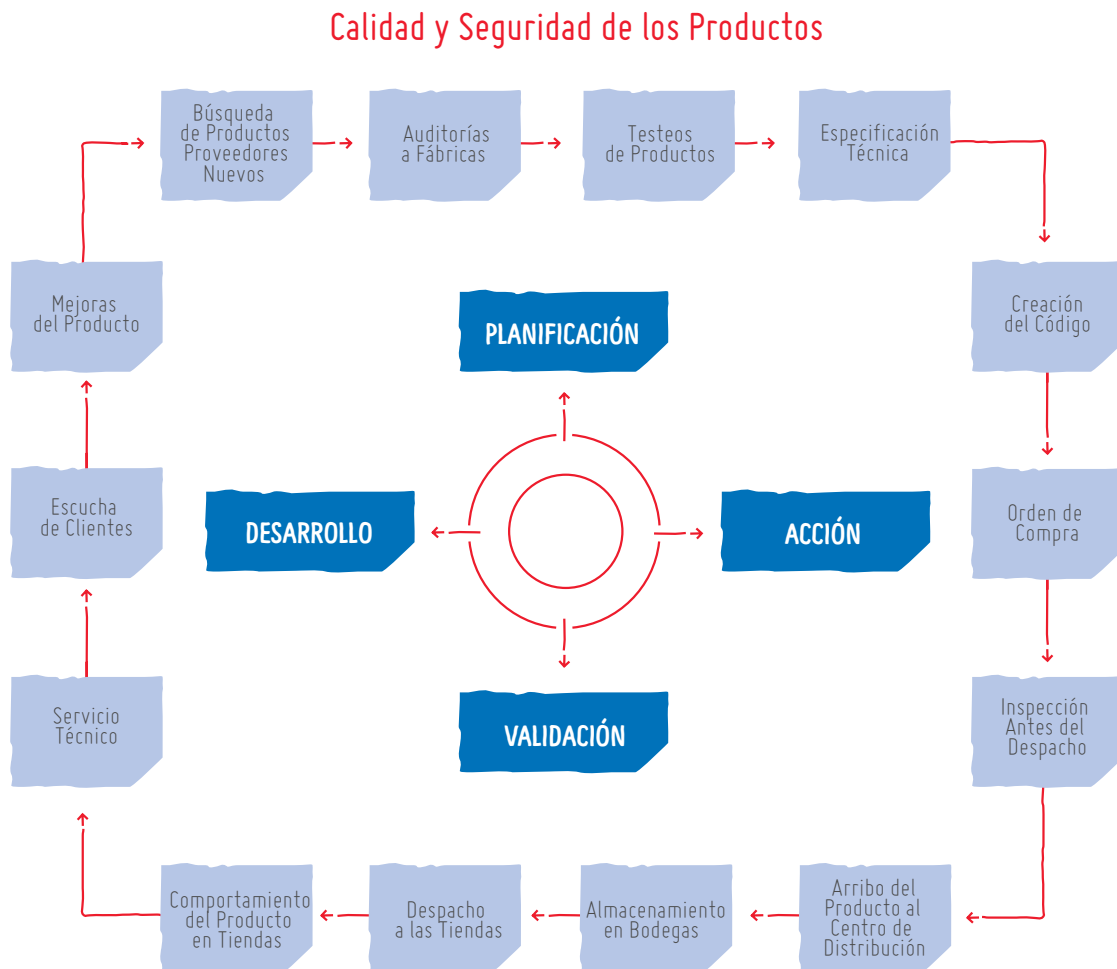 Calidad y Seguridad de los Productos
Búsqueda
de Productos
Proveedores
Nuevos
Auditorías
a Fábricas
Testeos
de Productos
Especificación
Técnica
Mejoras
del Producto
PLANIFICACIÓN
Creación
del Código
Escucha
de Clientes
DESARROLLO
ACCIÓN
Orden de
Compra
Servicio
Técnico
VALIDACIÓN
Inspección
Antes del
Despacho
Comportamiento
del Producto
en Tiendas
Despacho
a las Tiendas
Almacenamiento
en Bodegas
Arribo del
Producto al
Centro de
Distribución